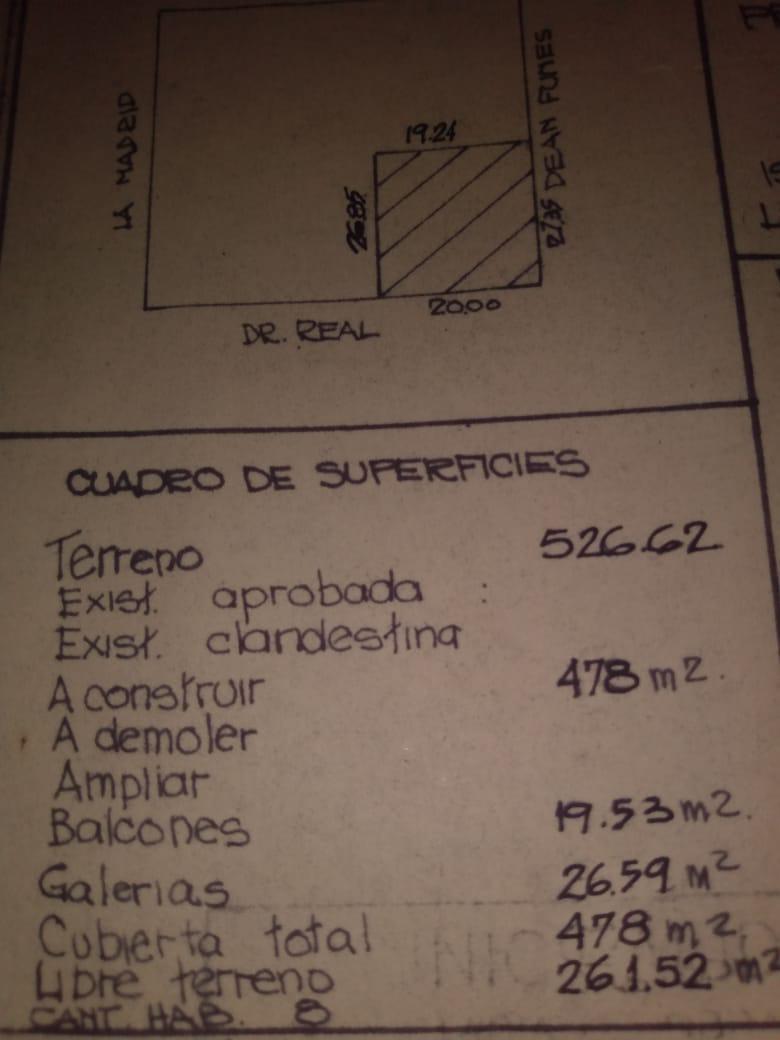 19.24
LA MADRID
26.85
27.35 DEAN FUNES
20.00
DR. REAL
CUADRO DE SUPERFICIES
Terreno 526.62
Exist. aprobada :
Exist. clandestina
A construir 478 m2.
A demoler
Ampliar
Balcones 19.53 m2.
Galerias 26.59 m2
Cubierta total 478 m2
Libre terreno 261.52 m2
CANT. HAB. 8